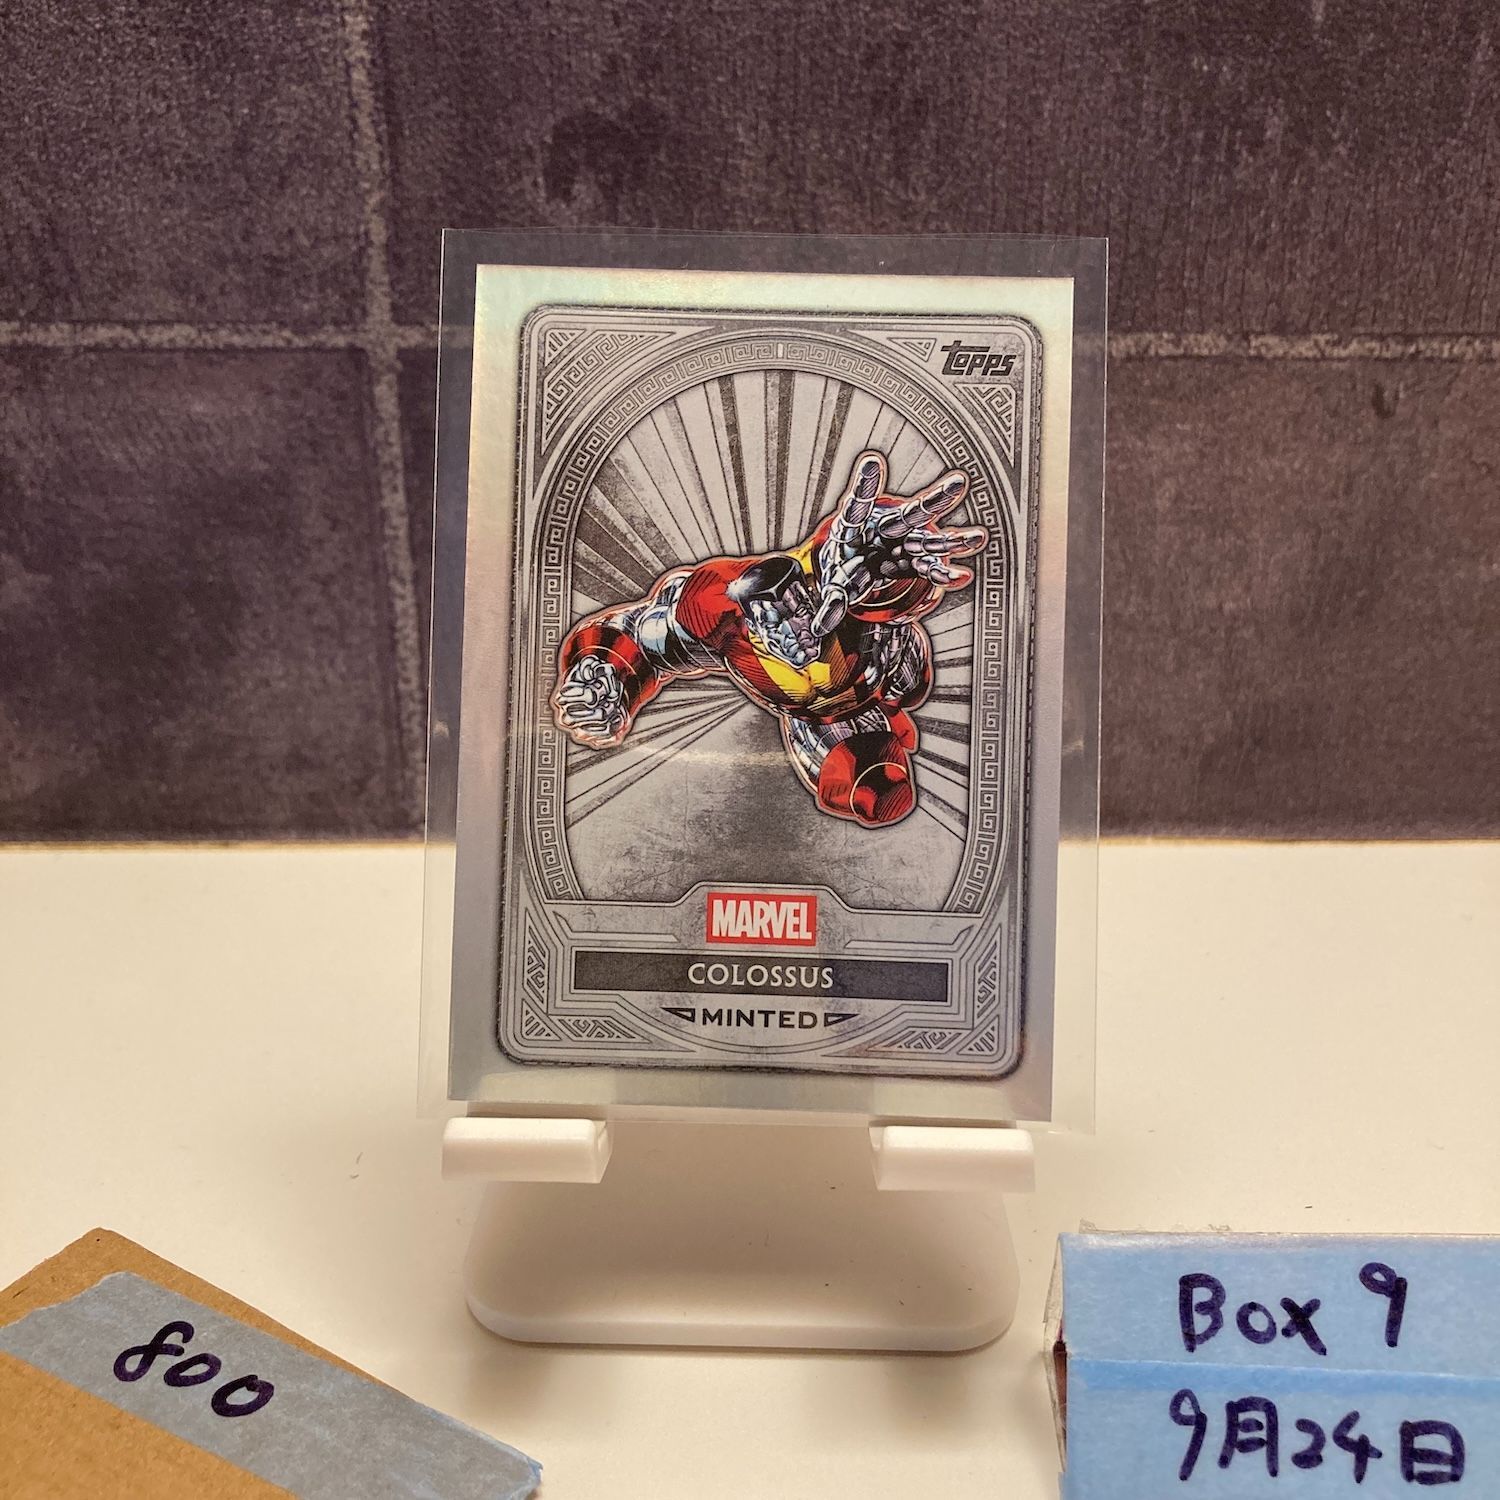 topps
MARVEL
COLOSSUS
MINTED
800
Box 9
9月24日